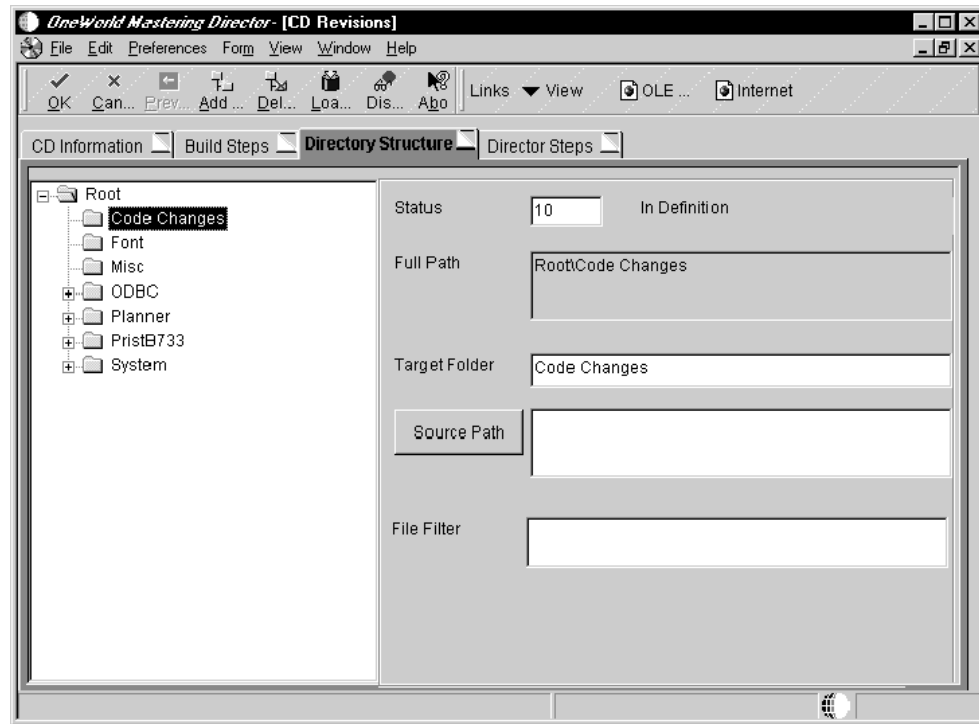 OneWorld Mastering Director - [CD Revisions]
File Edit Preferences Form View Window Help
OK Can... Prev... Add ... Del... Loa... Dis... Abo Links View OLE ... Internet
CD Information Build Steps Directory Structure Director Steps
Root
Code Changes
Font
Misc
ODBC
Planner
PristB733
System
Status 10 In Definition
Full Path Root\Code Changes
Target Folder Code Changes
Source Path
File Filter